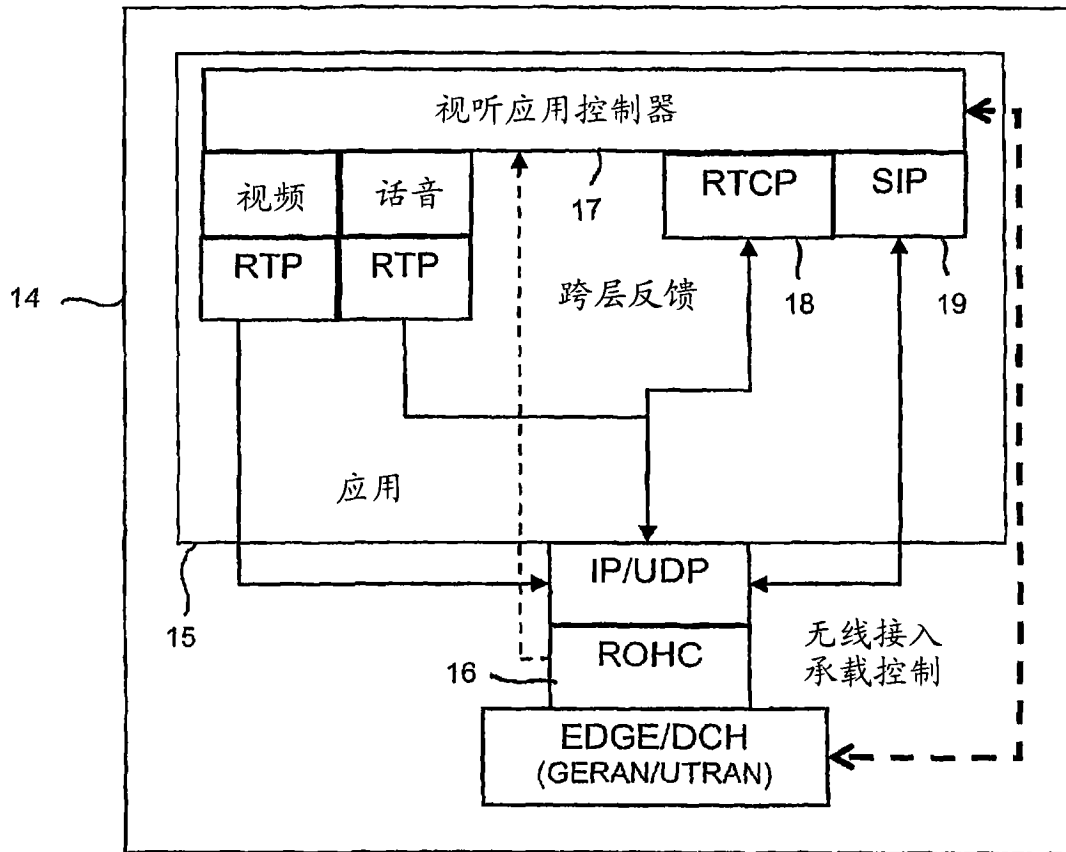 视听应用控制器
视频
话音
17
RTCP
SIP
RTP
RTP
14
跨层反馈
18
19
应用
IP/UDP
15
无线接入
承载控制
16
ROHC
EDGE/DCH
(GERAN/UTRAN)